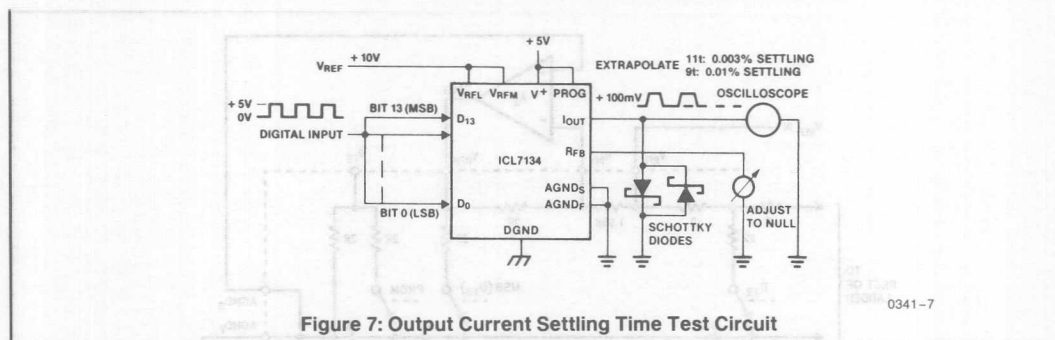 + 5V
+ 10V
VREF
EXTRAPOLATE 11t: 0.003% SETTLING
9t: 0.01% SETTLING
VRFL VRFM V+ PROG
+ 100mV
OSCILLOSCOPE
+ 5V
0V
BIT 13 (MSB)
D13
IOUT
DIGITAL INPUT
RFB
ICL7134
AGNDS
AGNDF
ADJUST
TO NULL
BIT 0 (LSB)
D0
SCHOTTKY
DIODES
DGND
0341-7
Figure 7: Output Current Settling Time Test Circuit